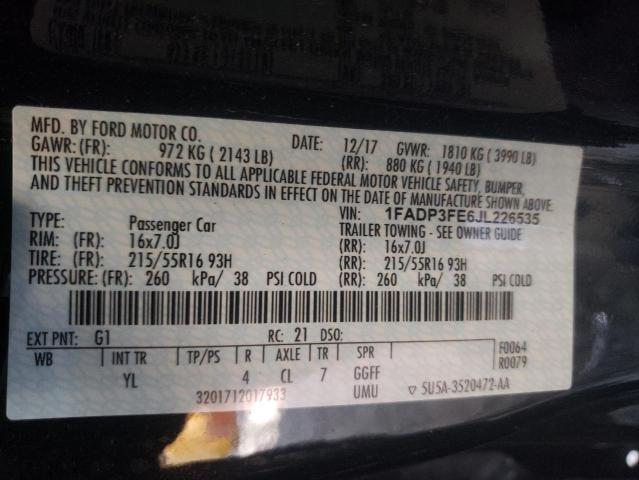 MFD. BY FORD MOTOR CO. DATE: 12/17 GVWR: 1810 KG ( 3990 LB)
GAWR: (FR): 972 KG ( 2143 LB) (RR): 880 KG ( 1940 LB)
THIS VEHICLE CONFORMS TO ALL APPLICABLE FEDERAL MOTOR VEHICLE SAFETY, BUMPER,
AND THEFT PREVENTION STANDARDS IN EFFECT ON THE DATE OF MANUFACTURE SHOWN ABOVE.
VIN: 1FADP3FE6JL226535
TYPE: Passenger Car TRAILER TOWING - SEE OWNER GUIDE
RIM: (FR): 16x7.0J (RR): 16x7.0J
TIRE: (FR): 215/55R16 93H (RR): 215/55R16 93H
PRESSURE: (FR): 260 kPa/ 38 PSI COLD (RR): 260 kPa/ 38 PSI COLD
EXT PNT: G1 RC: 21 DSO: F0064
R0079
WB INT TR TP/PS R AXLE TR SPR
YL 4 CL 7 GGFF
3201712017933 UMU ▽ 5U5A-3520472-AA